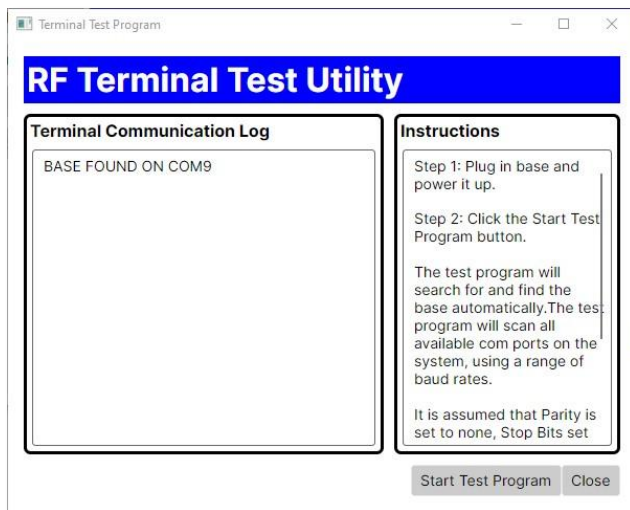 Terminal Test Program
RF Terminal Test Utility
Terminal Communication Log
BASE FOUND ON COM9
Instructions
Step 1: Plug in base and
power it up.
Step 2: Click the Start Test
Program button.
The test program will
search for and find the
base automatically.The test
program will scan all
available com ports on the
system, using a range of
baud rates.
It is assumed that Parity is
set to none, Stop Bits set
Start Test Program
Close